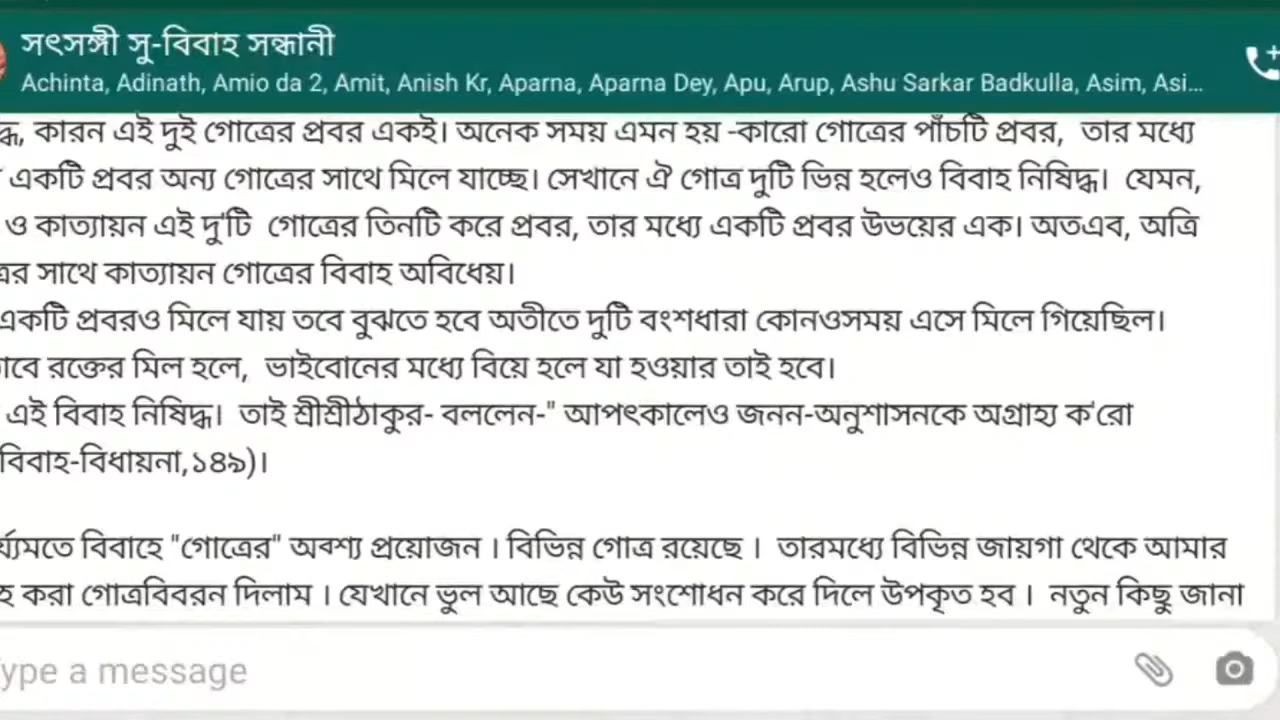 সৎসঙ্গী সু-বিবাহ সন্ধানী
Achinta, Adinath, Amio da 2, Amit, Anish Kr, Aparna, Aparna Dey, Apu, Arup, Ashu Sarkar Badkulla, Asim, Asi...
দ্ধ, কারন এই দুই গোত্রের প্রবর একই। অনেক সময় এমন হয় -কারো গোত্রের পাঁচটি প্রবর, তার মধ্যে
একটি প্রবর অন্য গোত্রের সাথে মিলে যাচ্ছে। সেখানে ঐ গোত্র দুটি ভিন্ন হলেও বিবাহ নিষিদ্ধ। যেমন,
ও কাত্যায়ন এই দু'টি গোত্রের তিনটি করে প্রবর, তার মধ্যে একটি প্রবর উভয়ের এক। অতএব, অত্রি
ত্রের সাথে কাত্যায়ন গোত্রের বিবাহ অবিধেয়।
একটি প্রবরও মিলে যায় তবে বুঝতে হবে অতীতে দুটি বংশধারা কোনওসময় এসে মিলে গিয়েছিল।
াবে রক্তের মিল হলে, ভাইবোনের মধ্যে বিয়ে হলে যা হওয়ার তাই হবে।
এই বিবাহ নিষিদ্ধ। তাই শ্রীশ্রীঠাকুর- বললেন-" আপৎকালেও জনন-অনুশাসনকে অগ্রাহ্য ক'রো
বিবাহ-বিধায়না,১৪৯)।
র্য্যমতে বিবাহে "গোত্রের" অবশ্য প্রয়োজন । বিভিন্ন গোত্র রয়েছে । তারমধ্যে বিভিন্ন জায়গা থেকে আমার
হ করা গোত্রবিবরন দিলাম । যেখানে ভুল আছে কেউ সংশোধন করে দিলে উপকৃত হব । নতুন কিছু জানা
ype a message